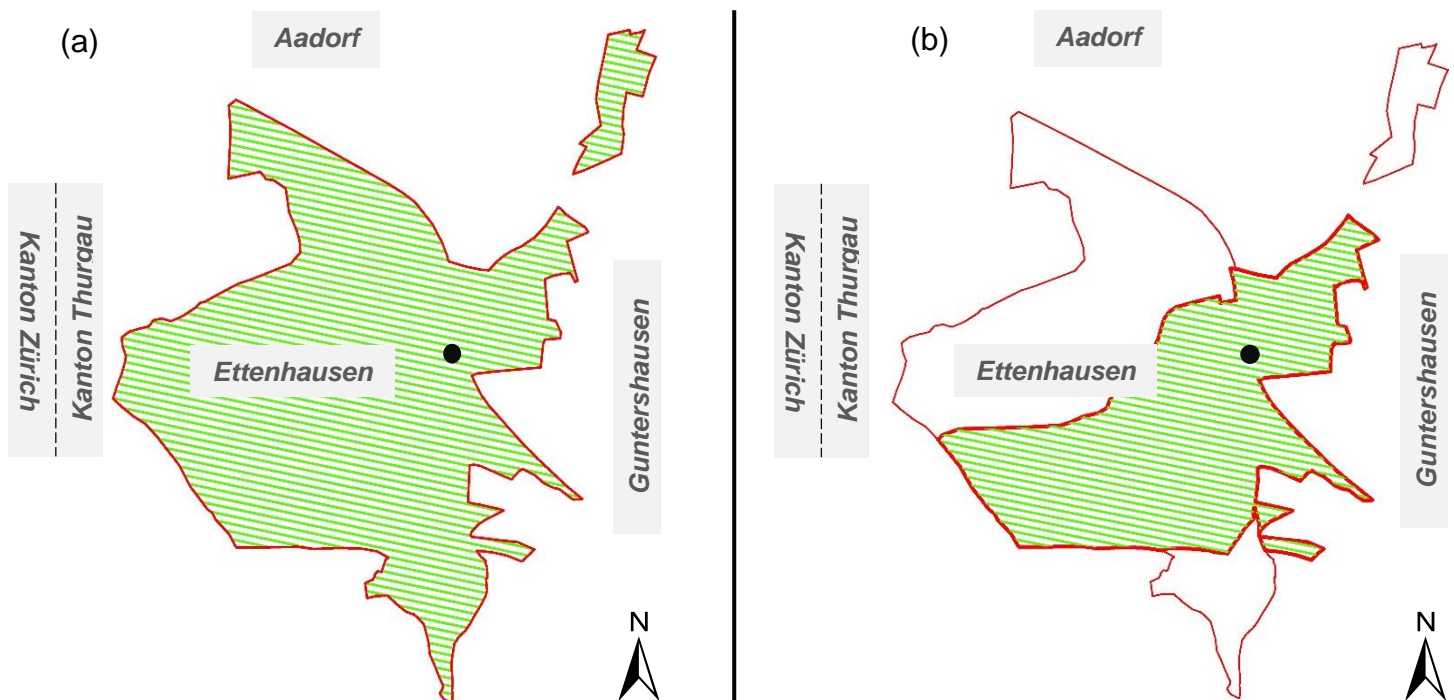 (a)
Aadorf
Kanton Zürich
Kanton Thurgau
Ettenhausen
Guntershausen
N
(b)
Aadorf
Kanton Zürich
Kanton Thurgau
Ettenhausen
Guntershausen
N